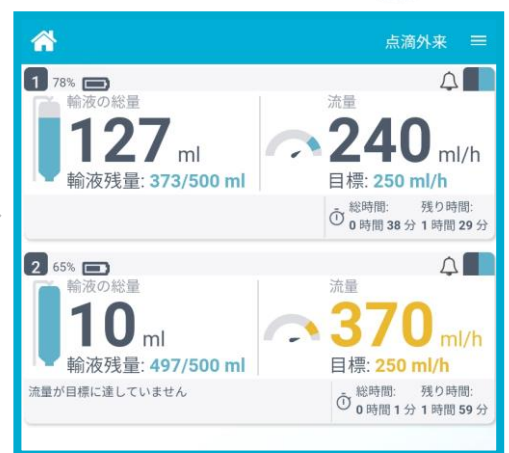 点滴外来
1 78%
輸液の総量 流量
127 ml 240 ml/h
輸液残量: 373/500 ml 目標: 250 ml/h
総時間: 残り時間:
0 時間 38 分 1 時間 29 分
2 65%
輸液の総量 流量
10 ml 370 ml/h
輸液残量: 497/500 ml 目標: 250 ml/h
流量が目標に達していません 総時間: 残り時間:
0 時間 1 分 1 時間 59 分